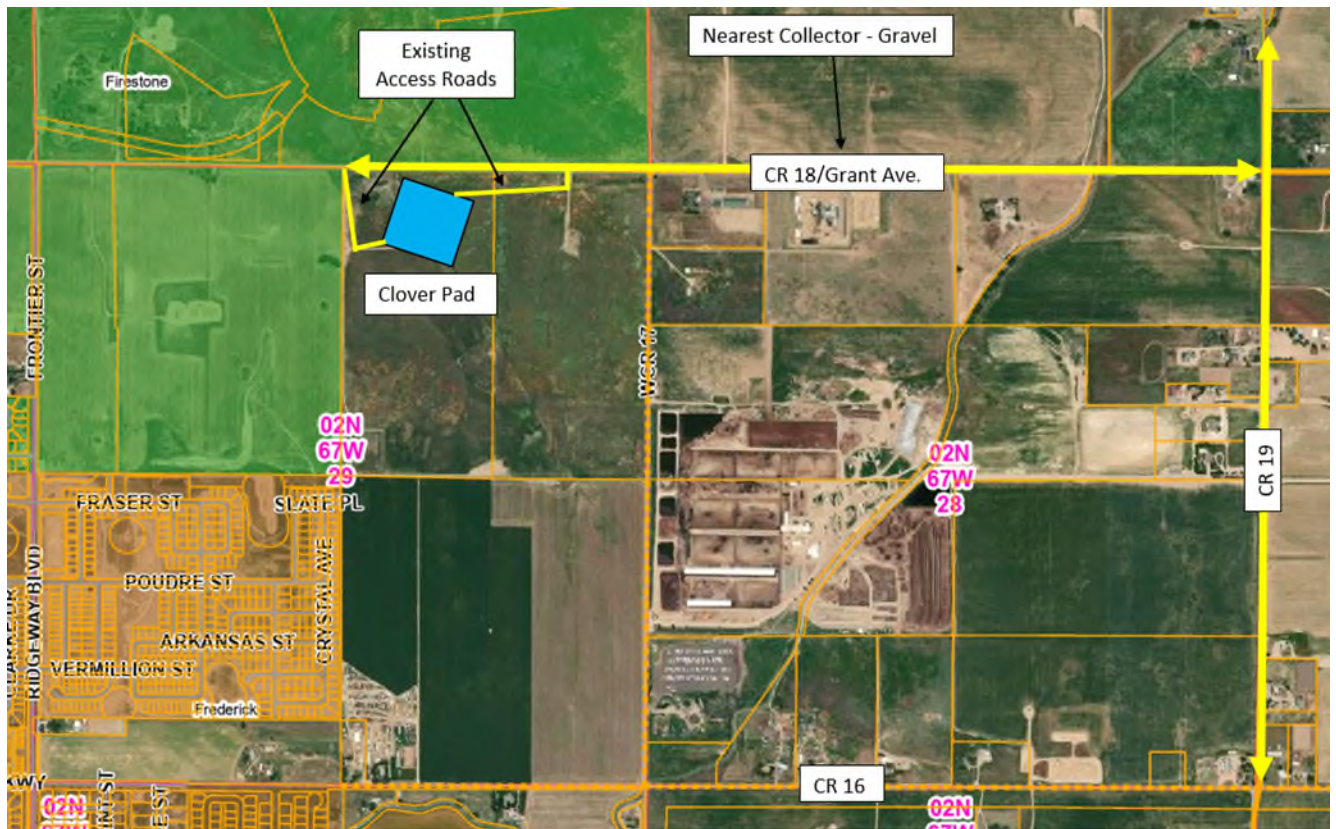 Nearest Collector - Gravel
Existing
Access Roads
Firestone
CR 18/Grant Ave.
Clover Pad
FRONTIER ST
WCR 17
02N
67W
29
02N
67W
28
CR 19
FRASER ST
SLATE PL
POUDRE ST
CRYSTAL AVE
RIDGEWAY BLVD
ARKANSAS ST
VERMILLION ST
Frederick
CR 16
02N
02N